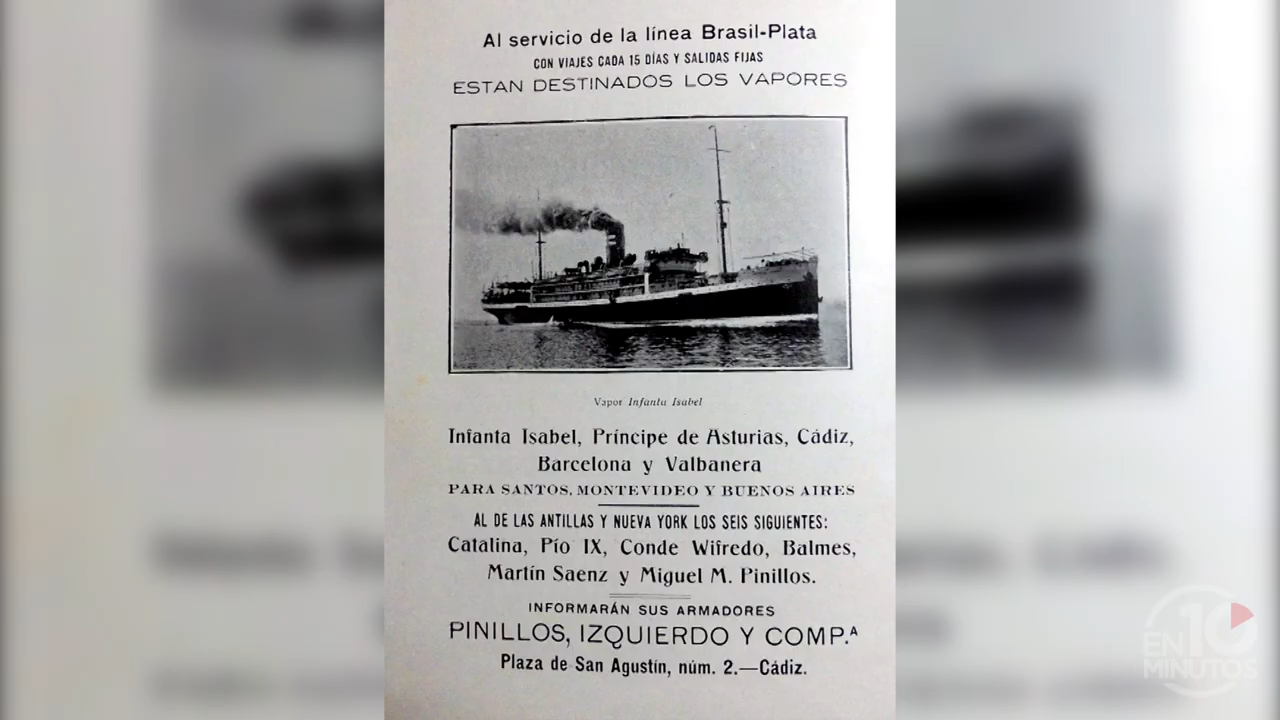 Al servicio de la línea Brasil-Plata
CON VIAJES CADA 15 DÍAS Y SALIDAS FIJAS
ESTAN DESTINADOS LOS VAPORES
Vapor Infanta Isabel
Infanta Isabel, Príncipe de Asturias, Cádiz,
Barcelona y Valbanera
PARA SANTOS, MONTEVIDEO Y BUENOS AIRES
AL DE LAS ANTILLAS Y NUEVA YORK LOS SEIS SIGUIENTES:
Catalina, Pío IX, Conde Wifredo, Balmes,
Martín Saenz y Miguel M. Pinillos.
INFORMARÁN SUS ARMADORES
PINILLOS, IZQUIERDO Y COMP.ᴬ
Plaza de San Agustín, núm. 2.—Cádiz.
EN 10
MINUTOS